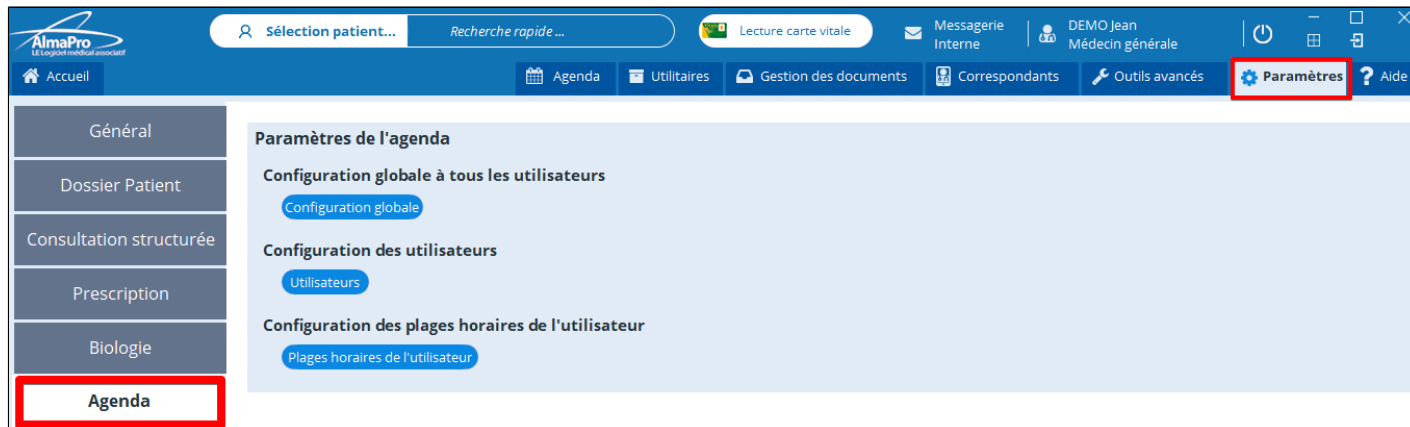 AlmaPro
LE Logiciel médical associatif
Sélection patient...
Recherche rapide ...
Lecture carte vitale
Messagerie
Interne
DEMO Jean
Médecin générale
Accueil
Agenda
Utilitaires
Gestion des documents
Correspondants
Outils avancés
Paramètres
? Aide
Général
Dossier Patient
Consultation structurée
Prescription
Biologie
Agenda
Paramètres de l'agenda
Configuration globale à tous les utilisateurs
Configuration globale
Configuration des utilisateurs
Utilisateurs
Configuration des plages horaires de l'utilisateur
Plages horaires de l'utilisateur